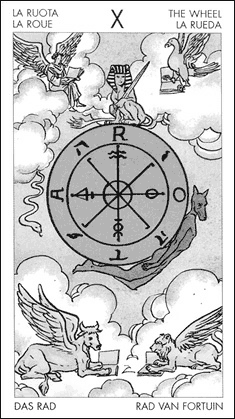 LA RUOTA
LA ROUE
X
THE WHEEL
LA RUEDA
R
A
O
T
DAS RAD
RAD VAN FORTUIN